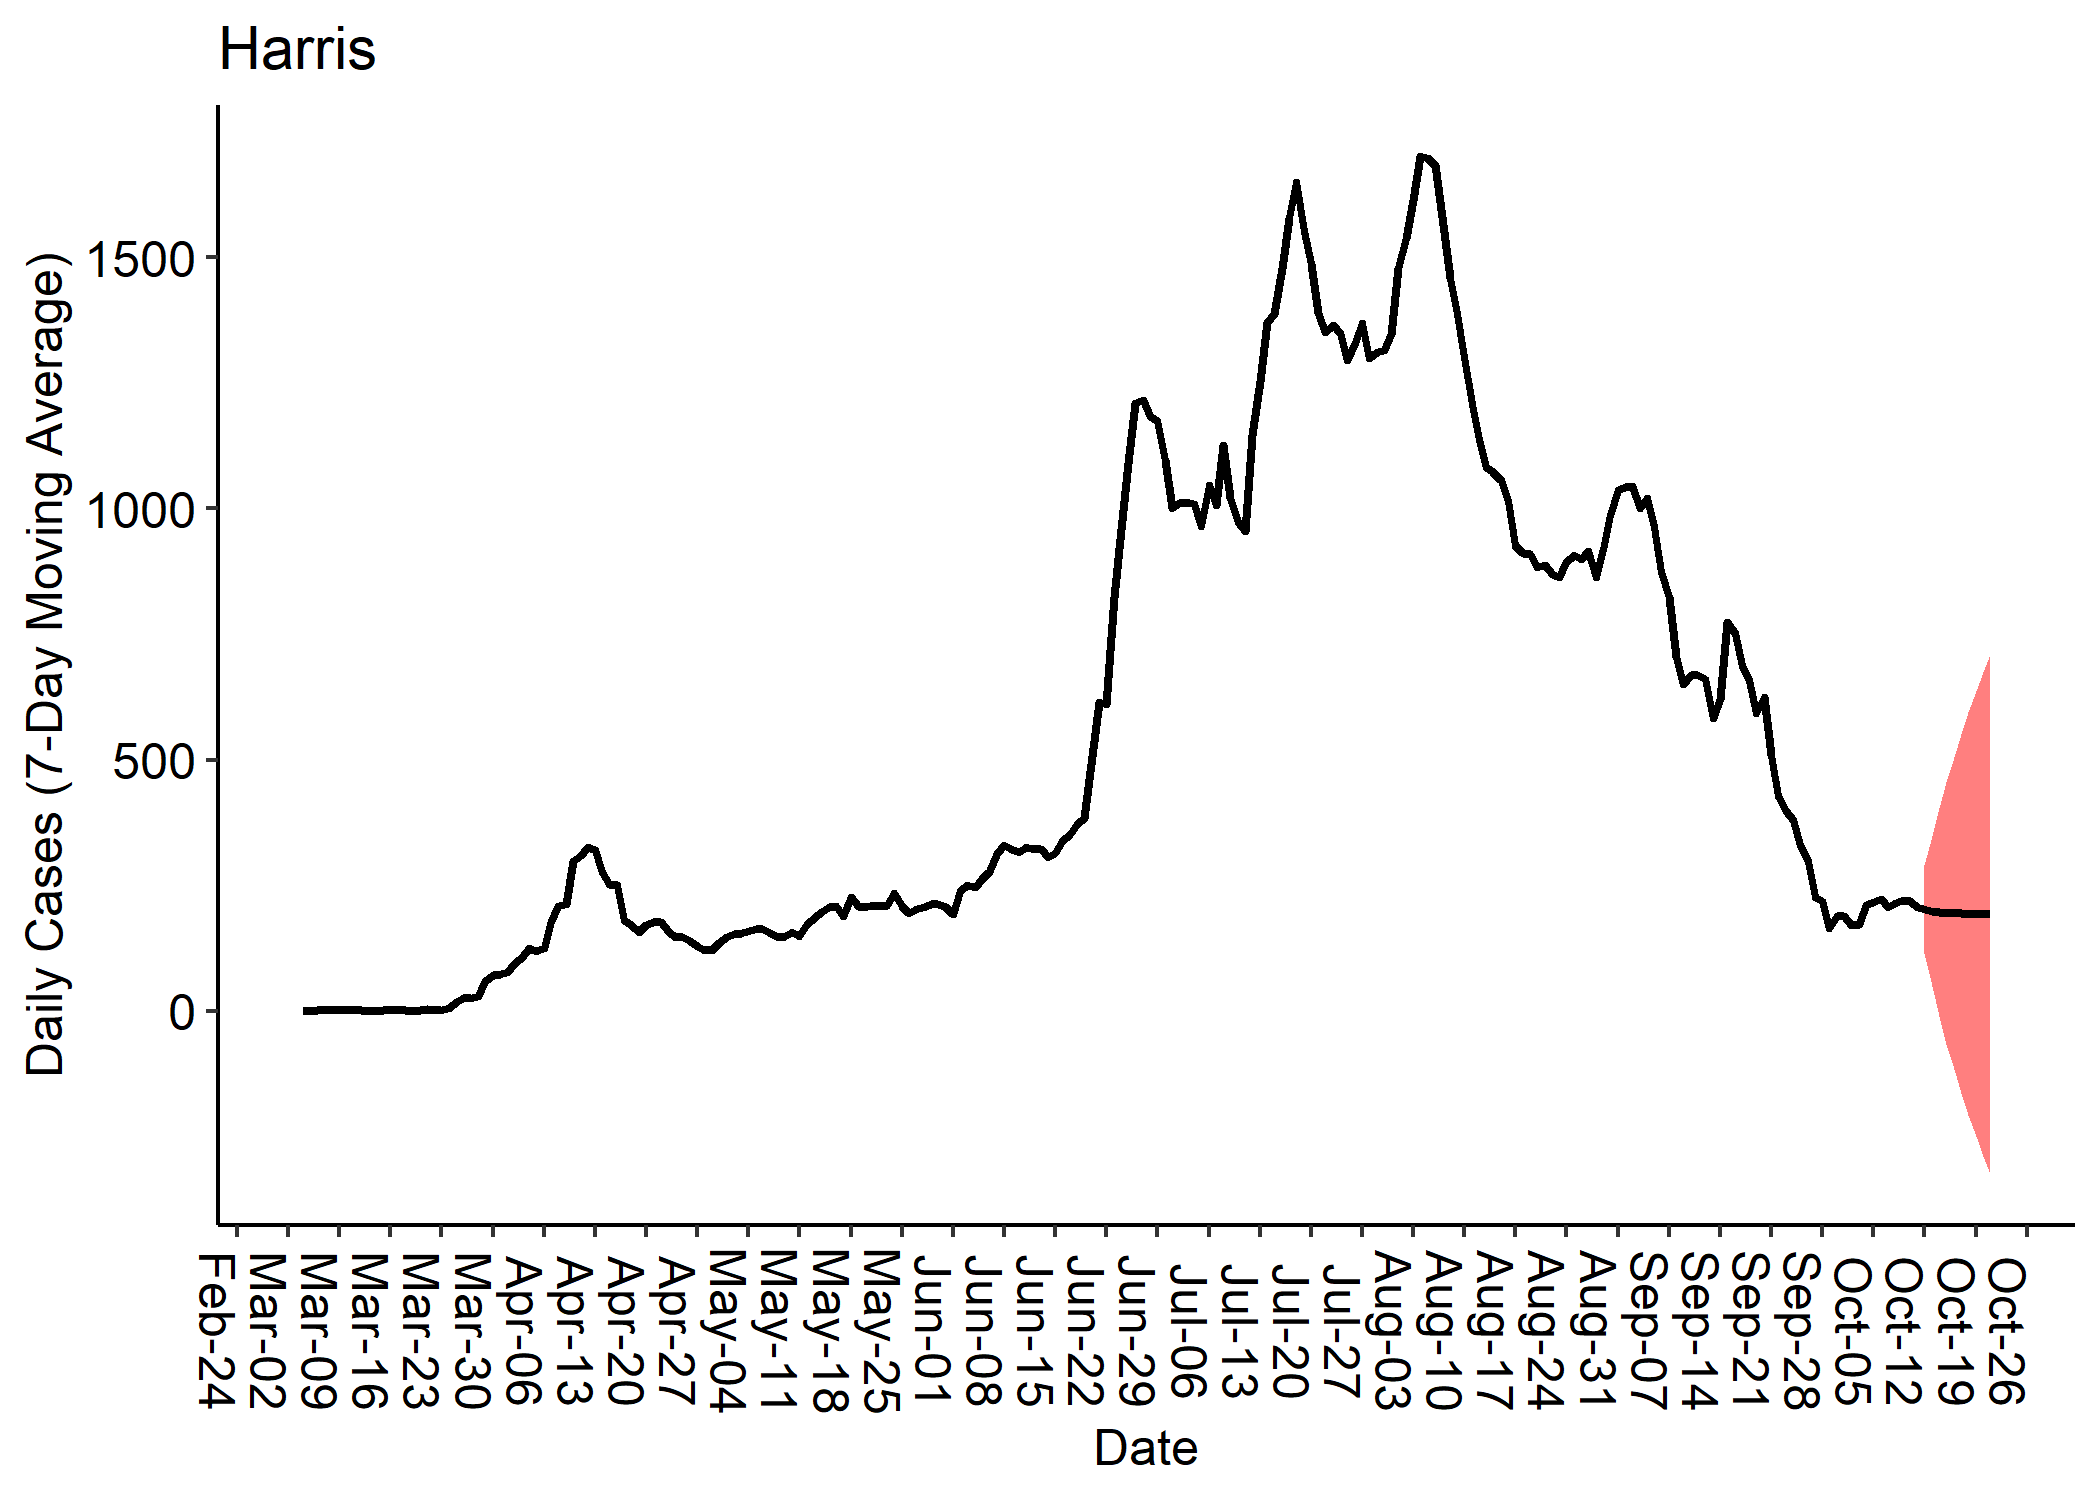 Harris
Daily Cases (7-Day Moving Average)
1500
1000
500
0
Feb-24
Mar-02
Mar-09
Mar-16
Mar-23
Mar-30
Apr-06
Apr-13
Apr-20
Apr-27
May-04
May-11
May-18
May-25
Jun-01
Jun-08
Jun-15
Jun-22
Jun-29
Jul-06
Jul-13
Jul-20
Jul-27
Aug-03
Aug-10
Aug-17
Aug-24
Aug-31
Sep-07
Sep-14
Sep-21
Sep-28
Oct-05
Oct-12
Oct-19
Oct-26
Date